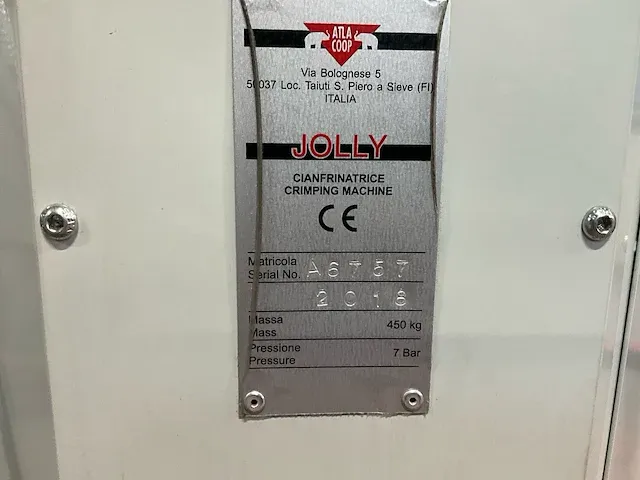 ATLA
COOP
Via Bolognese 5
50037 Loc. Taiuti S. Piero a Sieve (FI)
ITALIA
JOLLY
CIANFRINATRICE
CRIMPING MACHINE
CE
Matricola
Serial No. A6757
2018
Massa
Mass 450 kg
Pressione
Pressure 7 Bar